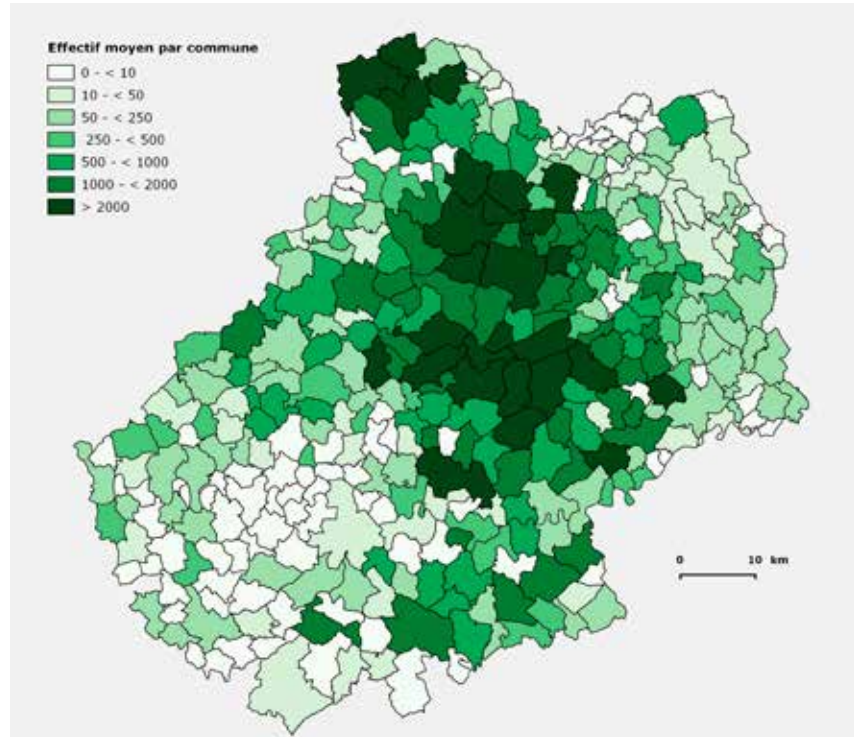 Effectif moyen par commune
0 - < 10
10 - < 50
50 - < 250
250 - < 500
500 - < 1000
1000 - < 2000
> 2000
0 10 km